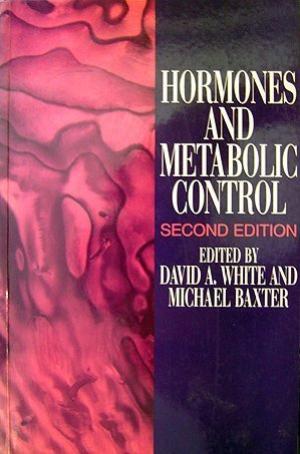 HORMONES
AND
METABOLIC
CONTROL
SECOND EDITION
EDITED BY
DAVID A. WHITE AND
MICHAEL BAXTER